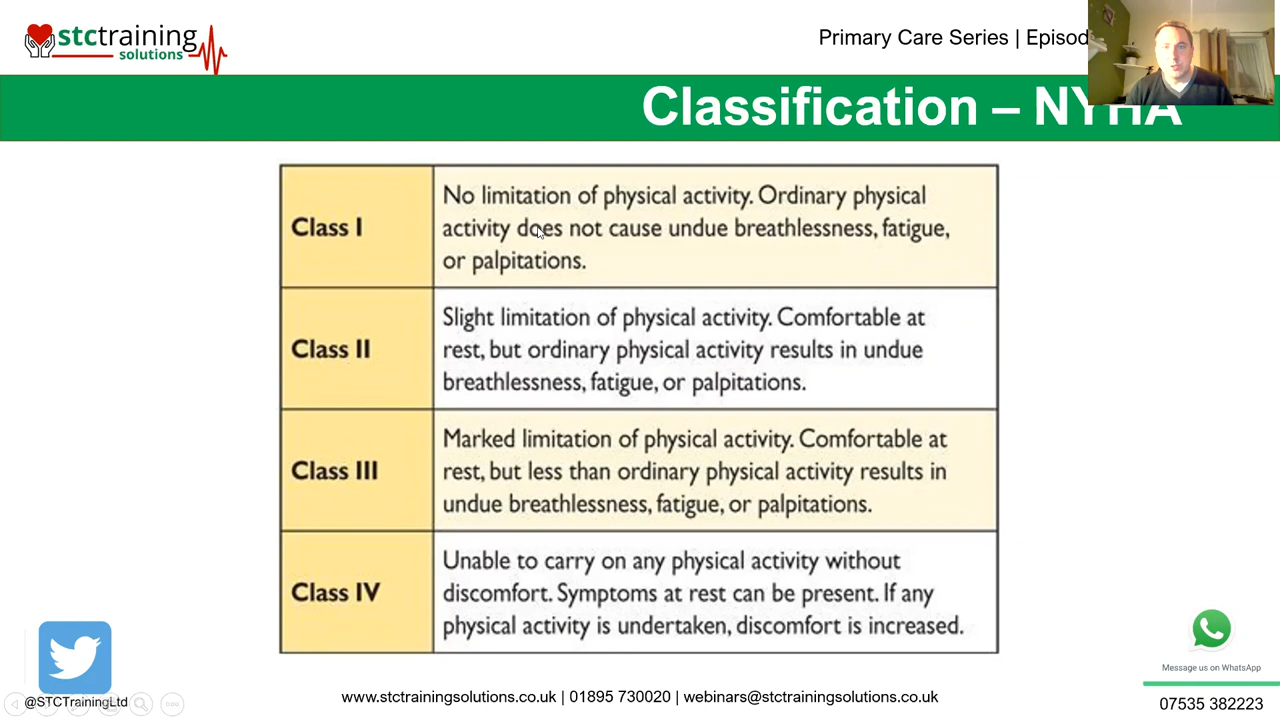 stctraining
solutions
Primary Care Series | Episod
Classification – NYHA
Class I
No limitation of physical activity. Ordinary physical
activity does not cause undue breathlessness, fatigue,
or palpitations.
Class II
Slight limitation of physical activity. Comfortable at
rest, but ordinary physical activity results in undue
breathlessness, fatigue, or palpitations.
Class III
Marked limitation of physical activity. Comfortable at
rest, but less than ordinary physical activity results in
undue breathlessness, fatigue, or palpitations.
Class IV
Unable to carry on any physical activity without
discomfort. Symptoms at rest can be present. If any
physical activity is undertaken, discomfort is increased.
Message us on WhatsApp
@STCTrainingLtd
www.stctrainingsolutions.co.uk | 01895 730020 | webinars@stctrainingsolutions.co.uk
07535 382223